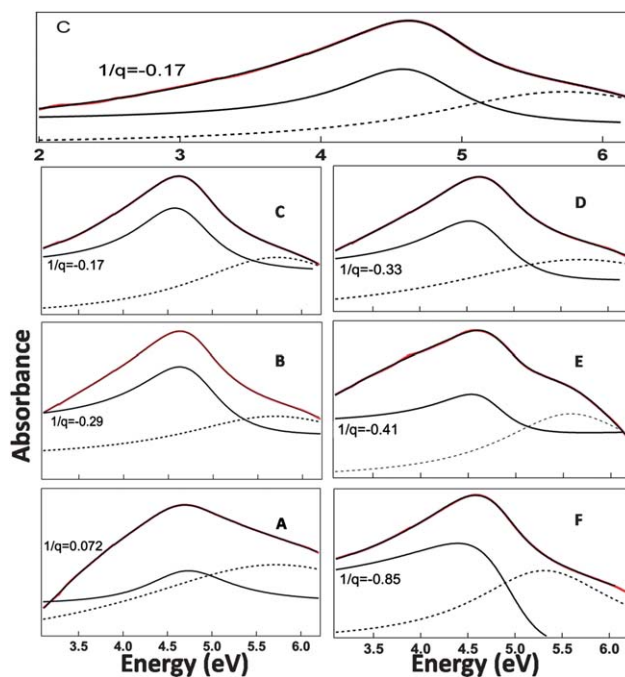 C
1/q=-0.17
2 3 4 5 6
C
1/q=-0.17
D
1/q=-0.33
B
1/q=-0.29
E
1/q=-0.41
A
1/q=0.072
F
1/q=-0.85
Absorbance
3.5 4.0 4.5 5.0 5.5 6.0
3.5 4.0 4.5 5.0 5.5 6.0
Energy (eV)
Energy (eV)